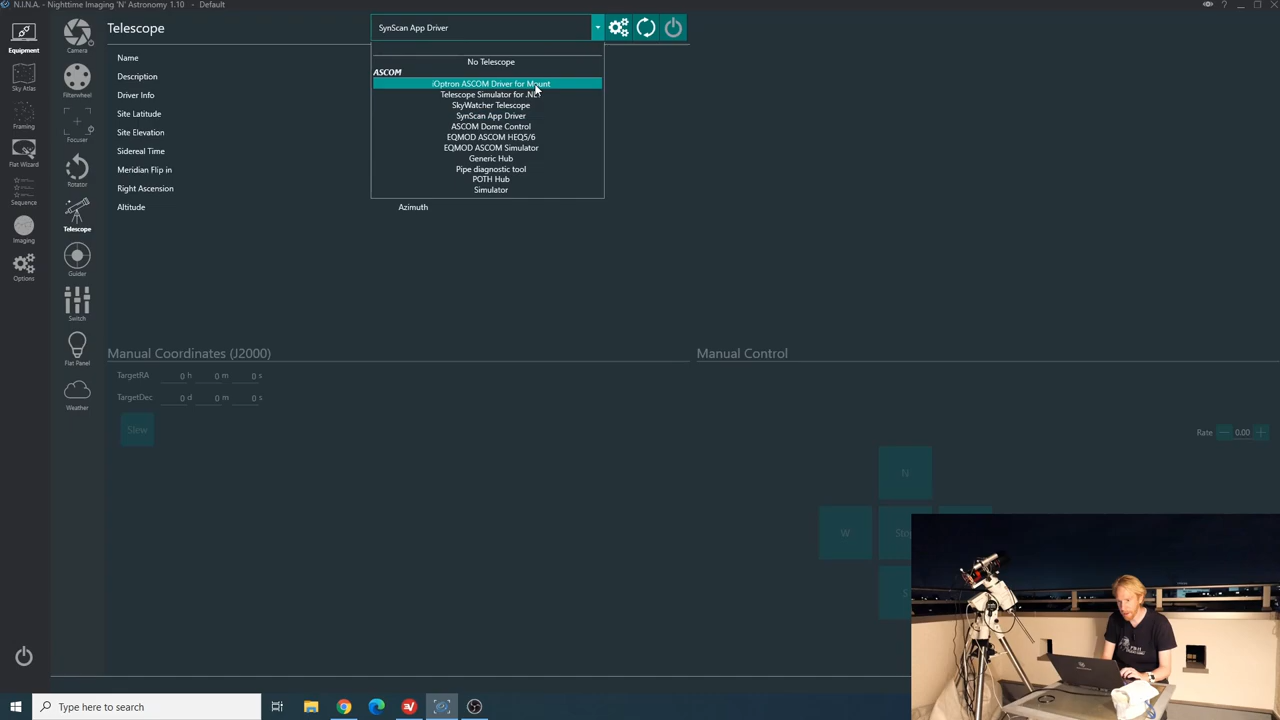 N.I.N.A. - Nighttime Imaging 'N' Astronomy 1.10 - Default
Equipment
Sky Atlas
Framing
Flat Wizard
Sequence
Imaging
Options
Camera
Filterwheel
Focuser
Rotator
Telescope
Guider
Switch
Flat Panel
Weather
Telescope
SynScan App Driver
Name
Description
Driver Info
Site Latitude
Site Elevation
Sidereal Time
Meridian Flip in
Right Ascension
Altitude
Azimuth
No Telescope
ASCOM
iOptron ASCOM Driver for Mount
Telescope Simulator for .NET
SkyWatcher Telescope
SynScan App Driver
ASCOM Dome Control
EQMOD ASCOM HEQ5/6
EQMOD ASCOM Simulator
Generic Hub
Pipe diagnostic tool
POTH Hub
Simulator
Manual Coordinates (J2000)
TargetRA 0 h 0 m 0 s
TargetDec 0 d 0 m 0 s
Slew
Manual Control
Rate 0.00
N
W
S
Type here to search